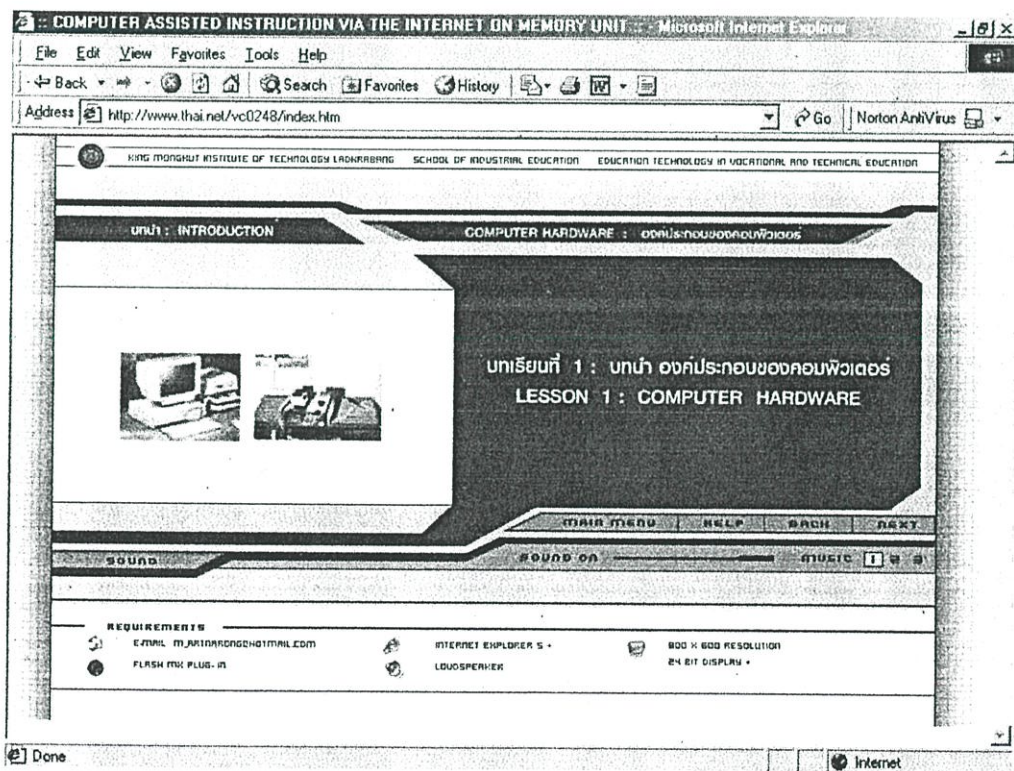 :: COMPUTER ASSISTED INSTRUCTION VIA THE INTERNET ON MEMORY UNIT :: - Microsoft Internet Explorer
File Edit View Favorites Tools Help
Back Search Favorites History
Address http://www.thai.net/vc0248/index.htm Go Norton AntiVirus
KING MONGKUT INSTITUTE OF TECHNOLOGY LADKRABANG SCHOOL OF INDUSTRIAL EDUCATION EDUCATION TECHNOLOGY IN VOCATIONAL AND TECHNICAL EDUCATION
บทนำ : INTRODUCTION COMPUTER HARDWARE : องค์ประกอบของคอมพิวเตอร์
บทเรียนที่ 1 : บทนำ องค์ประกอบของคอมพิวเตอร์
LESSON 1 : COMPUTER HARDWARE
MAIN MENU HELP BACK NEXT
SOUND SOUND ON MUSIC 1 2 3
REQUIREMENTS
E-MAIL INTERNET EXPLORER 5 + 800 X 600 RESOLUTION
FLASH MX PLUG-IN LOUDSPEAKER 24 BIT DISPLAY +
Done Internet